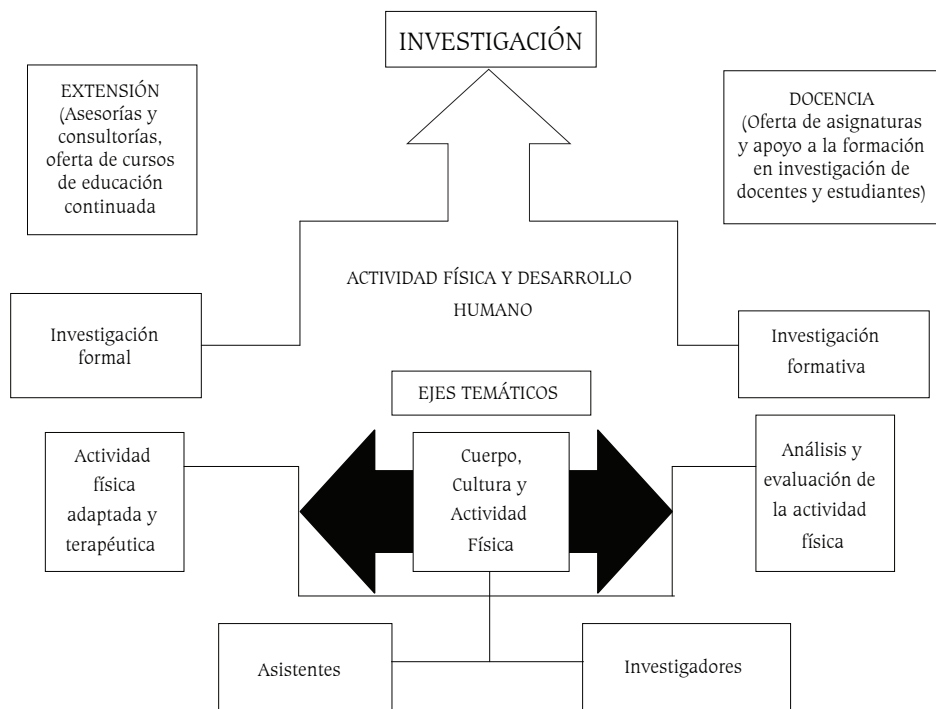 INVESTIGACIÓN
EXTENSIÓN
(Asesorías y
consultorías,
oferta de cursos
de educación
continuada
DOCENCIA
(Oferta de asignaturas
y apoyo a la formación
en investigación de
docentes y estudiantes)
ACTIVIDAD FÍSICA Y DESARROLLO
HUMANO
Investigación
formal
Investigación
formativa
EJES TEMÁTICOS
Actividad
física
adaptada y
terapéutica
Cuerpo,
Cultura y
Actividad
Física
Análisis y
evaluación de
la actividad
física
Asistentes
Investigadores